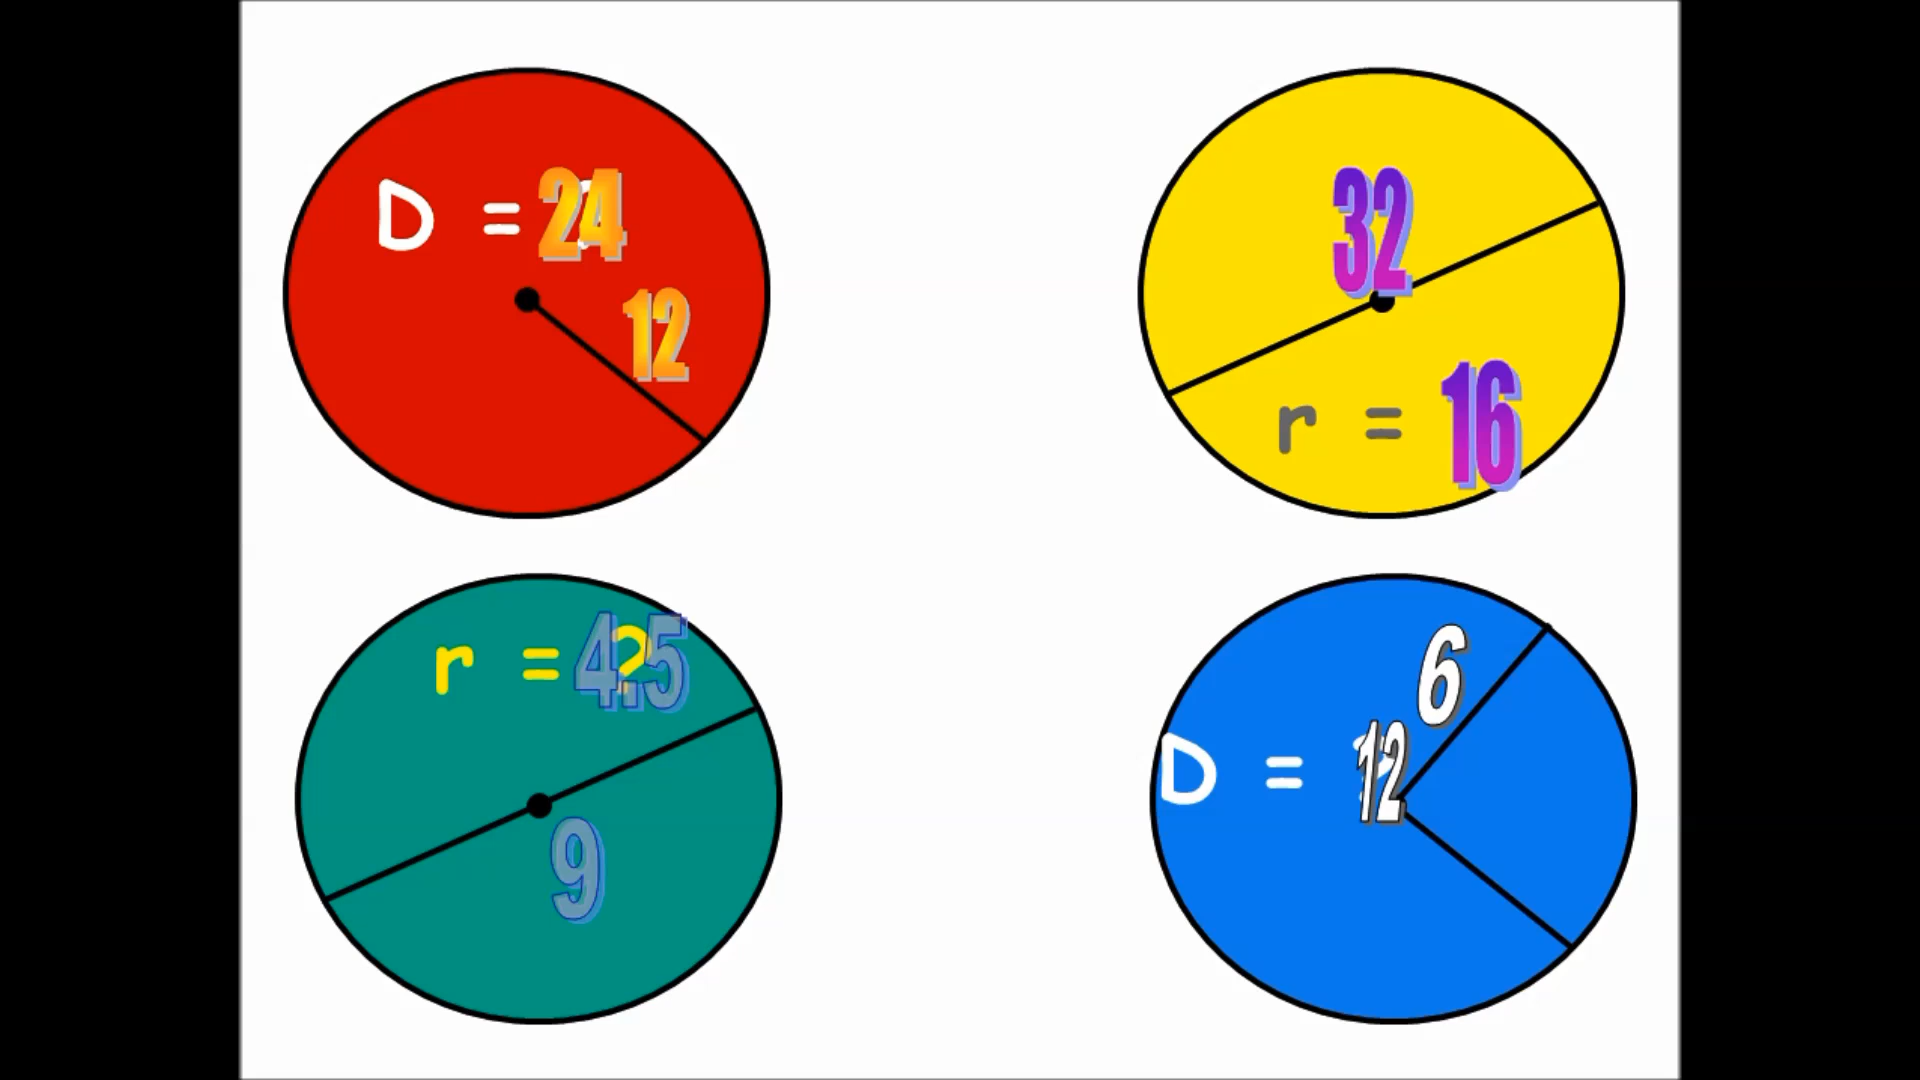 D = 24
12
32
r = 16
r = 4.5
9
6
D = 12